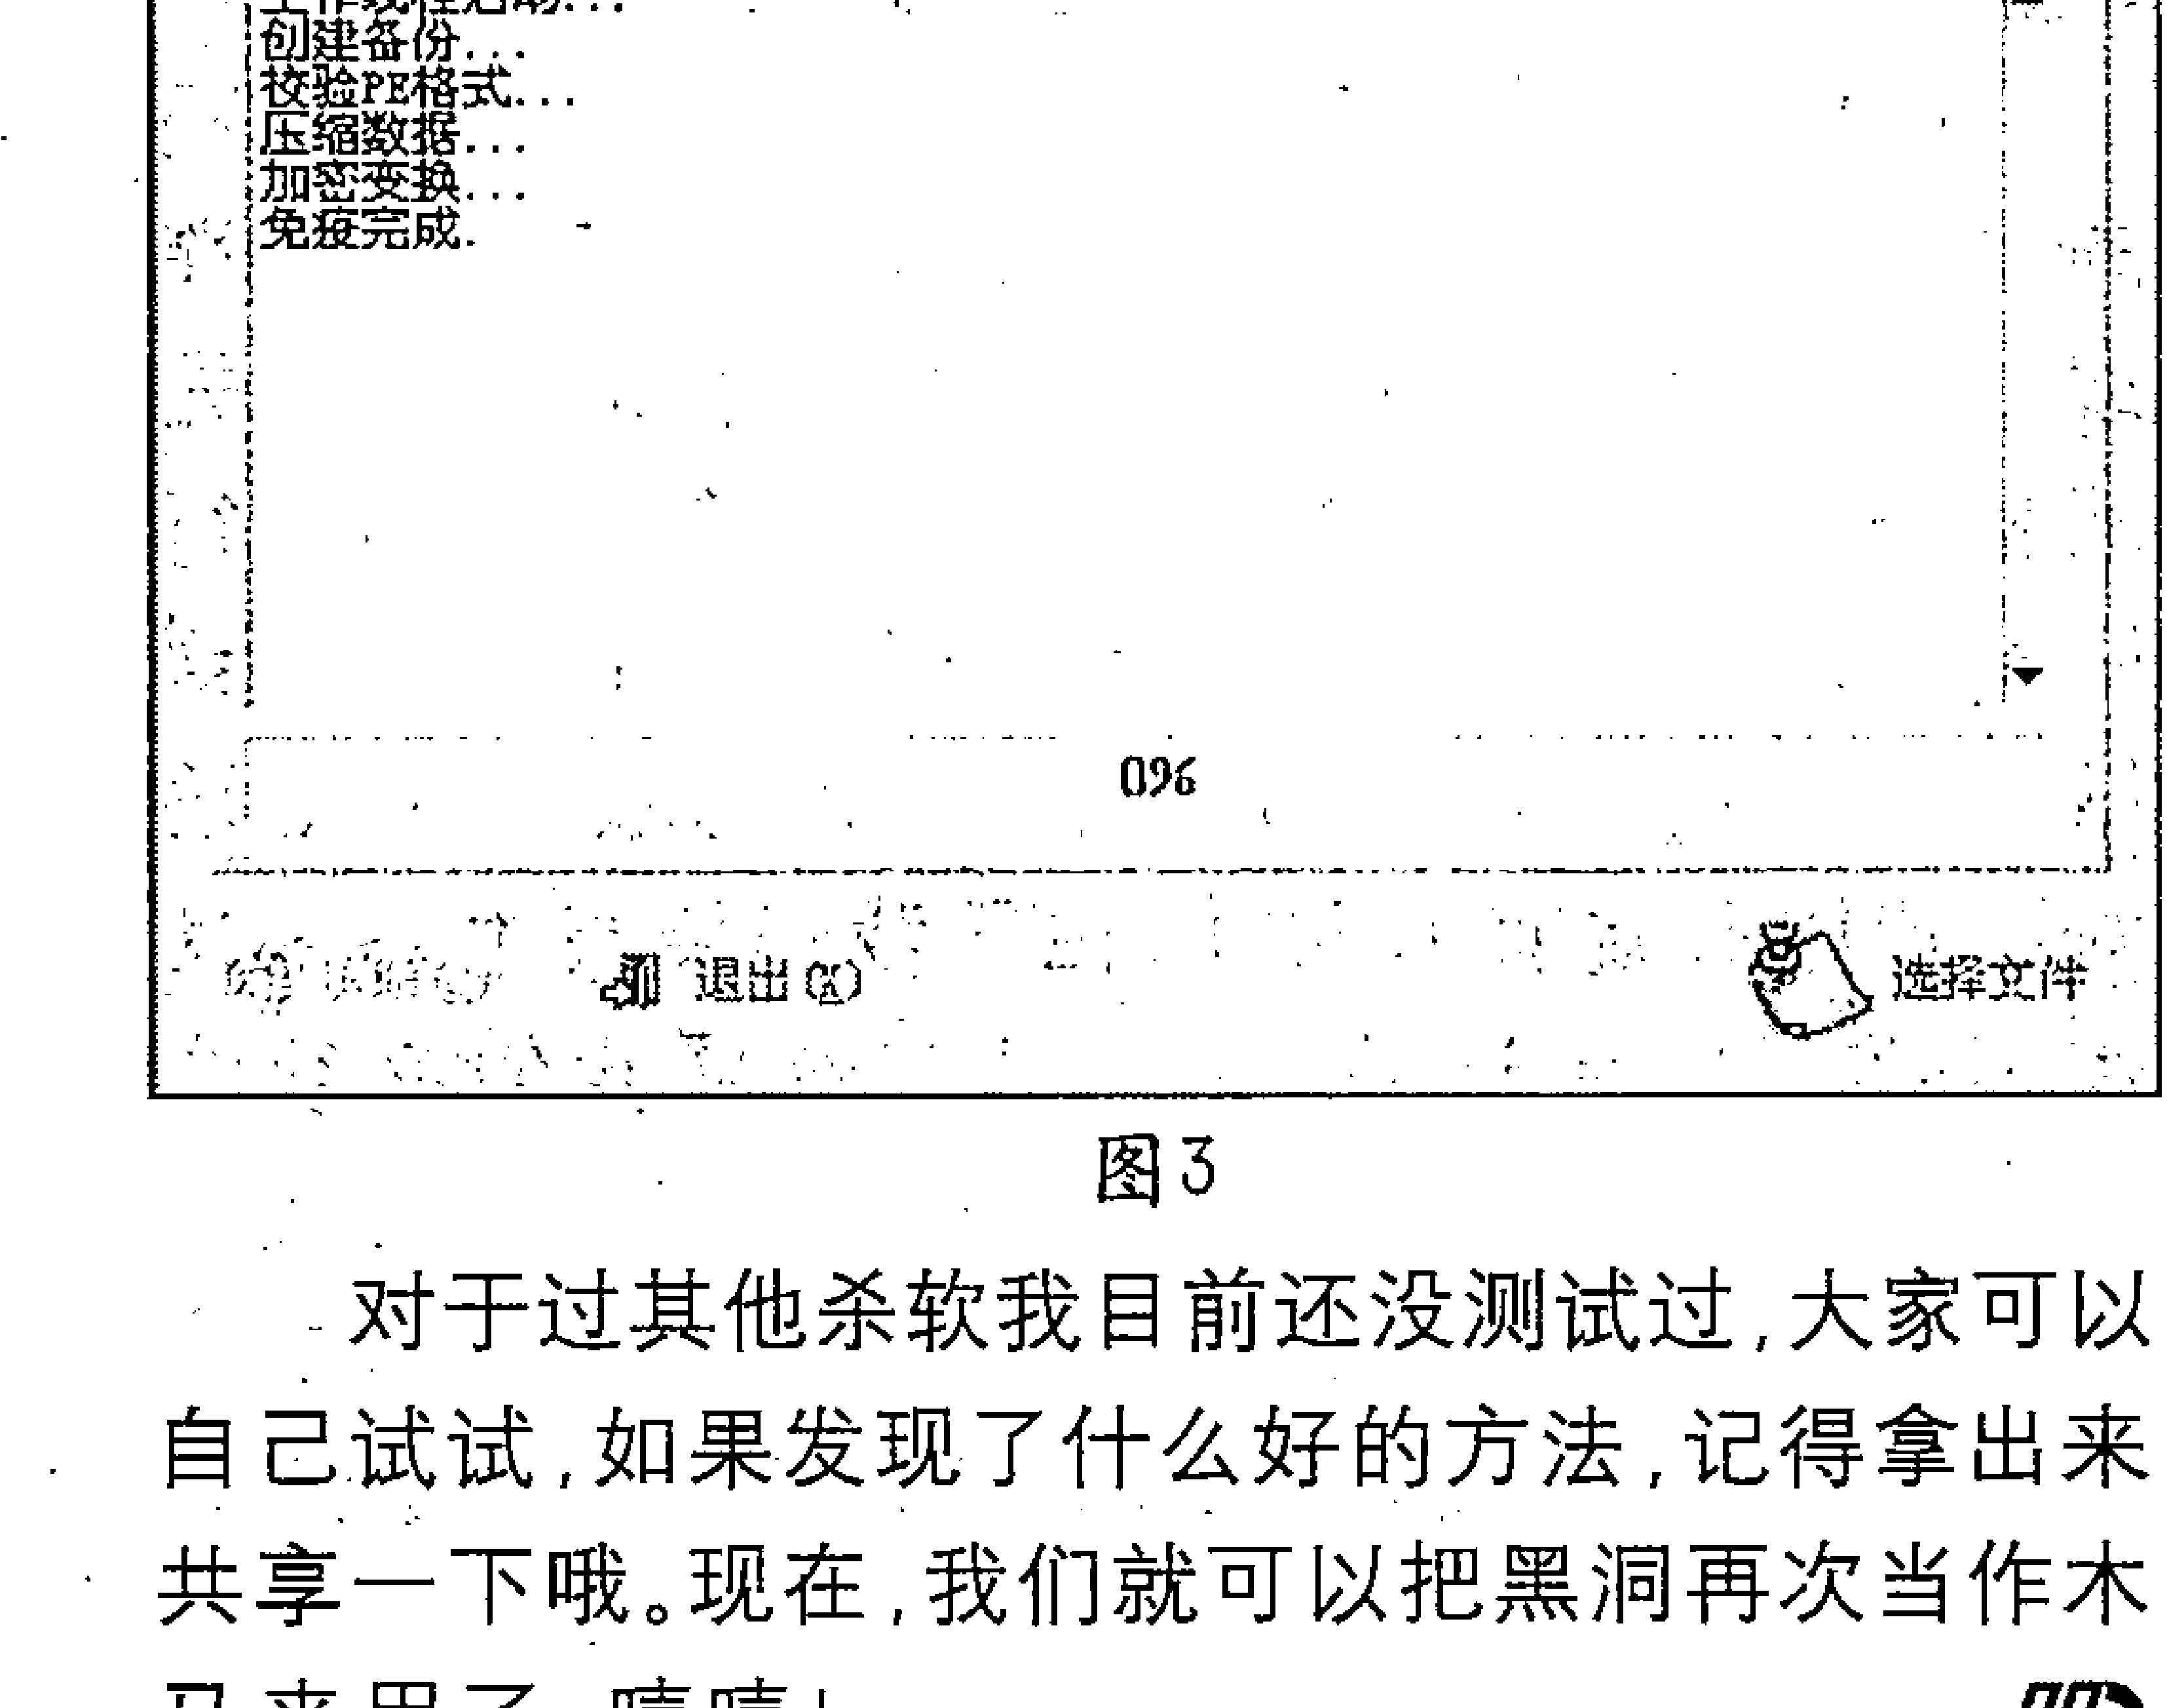 创建备份...
校验PE格式...
压缩数据...
加密变换...
免疫完成.
0%
退出(X)
选择文件
图3
对于过其他杀软我目前还没测试过,大家可以
自己试试,如果发现了什么好的方法,记得拿出来
共享一下哦。现在,我们就可以把黑洞再次当作木